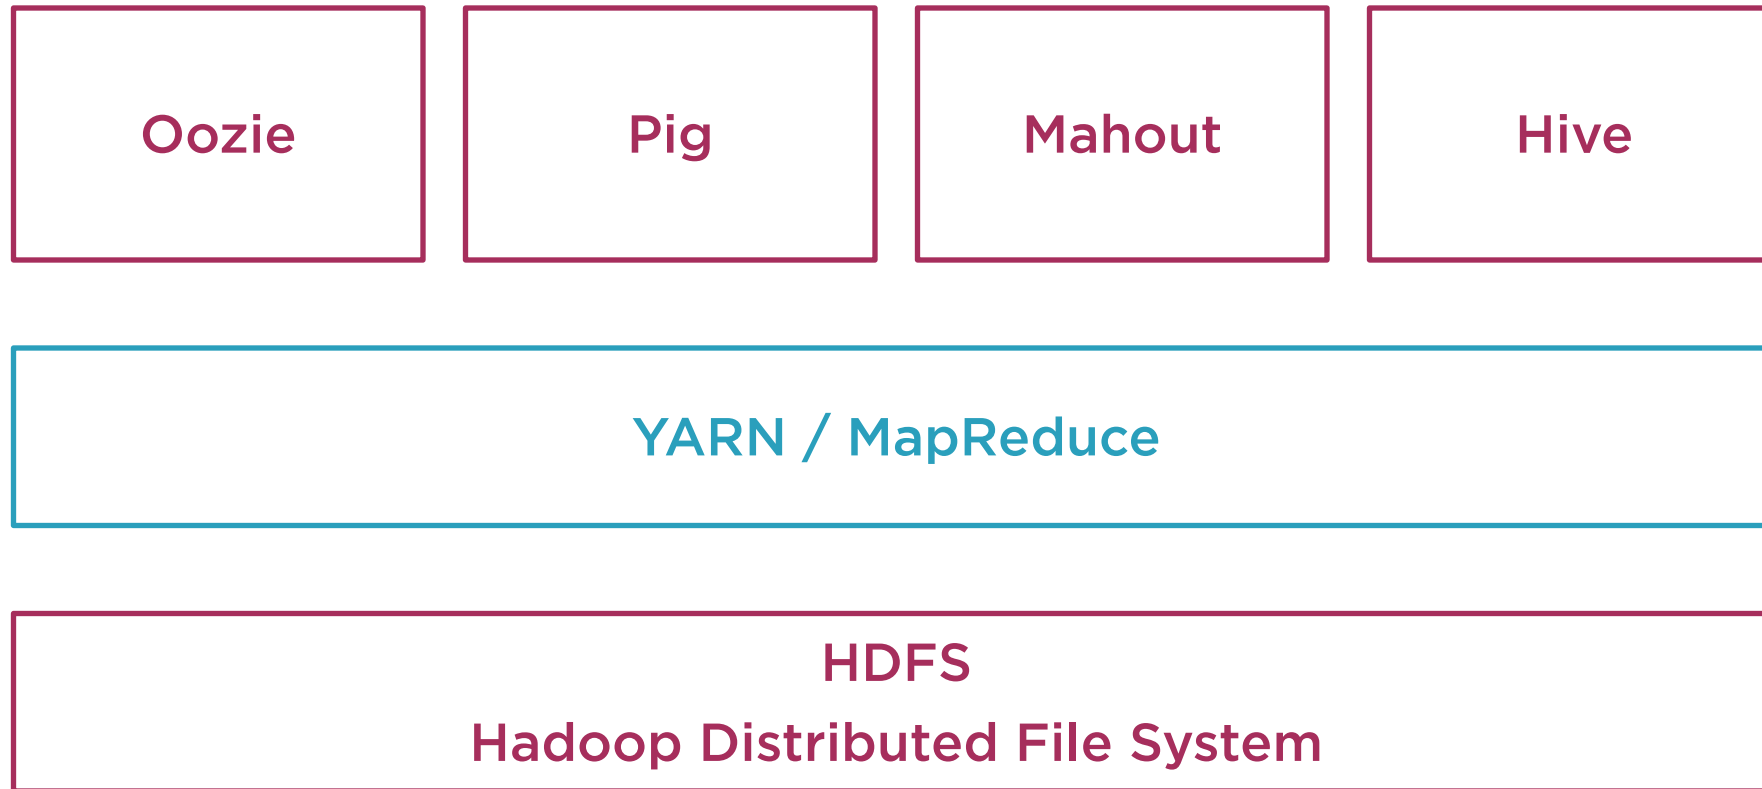 Oozie
Pig
Mahout
Hive
YARN / MapReduce
HDFS
Hadoop Distributed File System